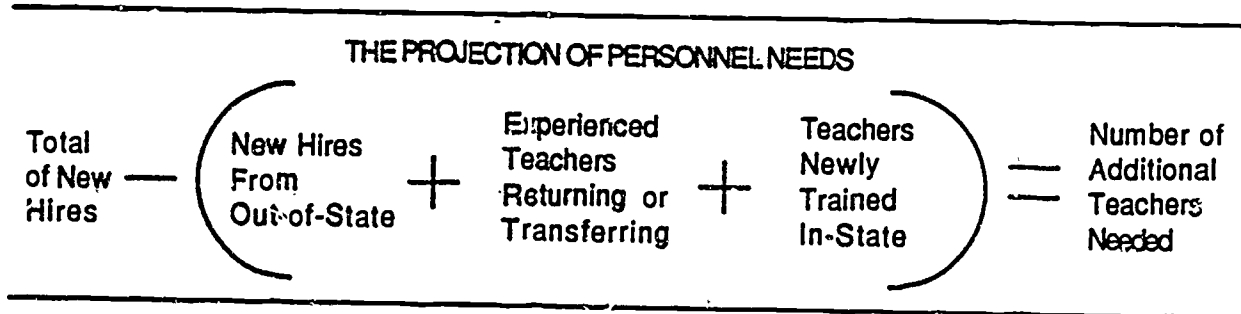 THE PROJECTION OF PERSONNEL NEEDS
Total
of New
Hires
—
(
New Hires
From
Out-of-State
+
Experienced
Teachers
Returning or
Transferring
+
Teachers
Newly
Trained
In-State
)
=
Number of
Additional
Teachers
Needed